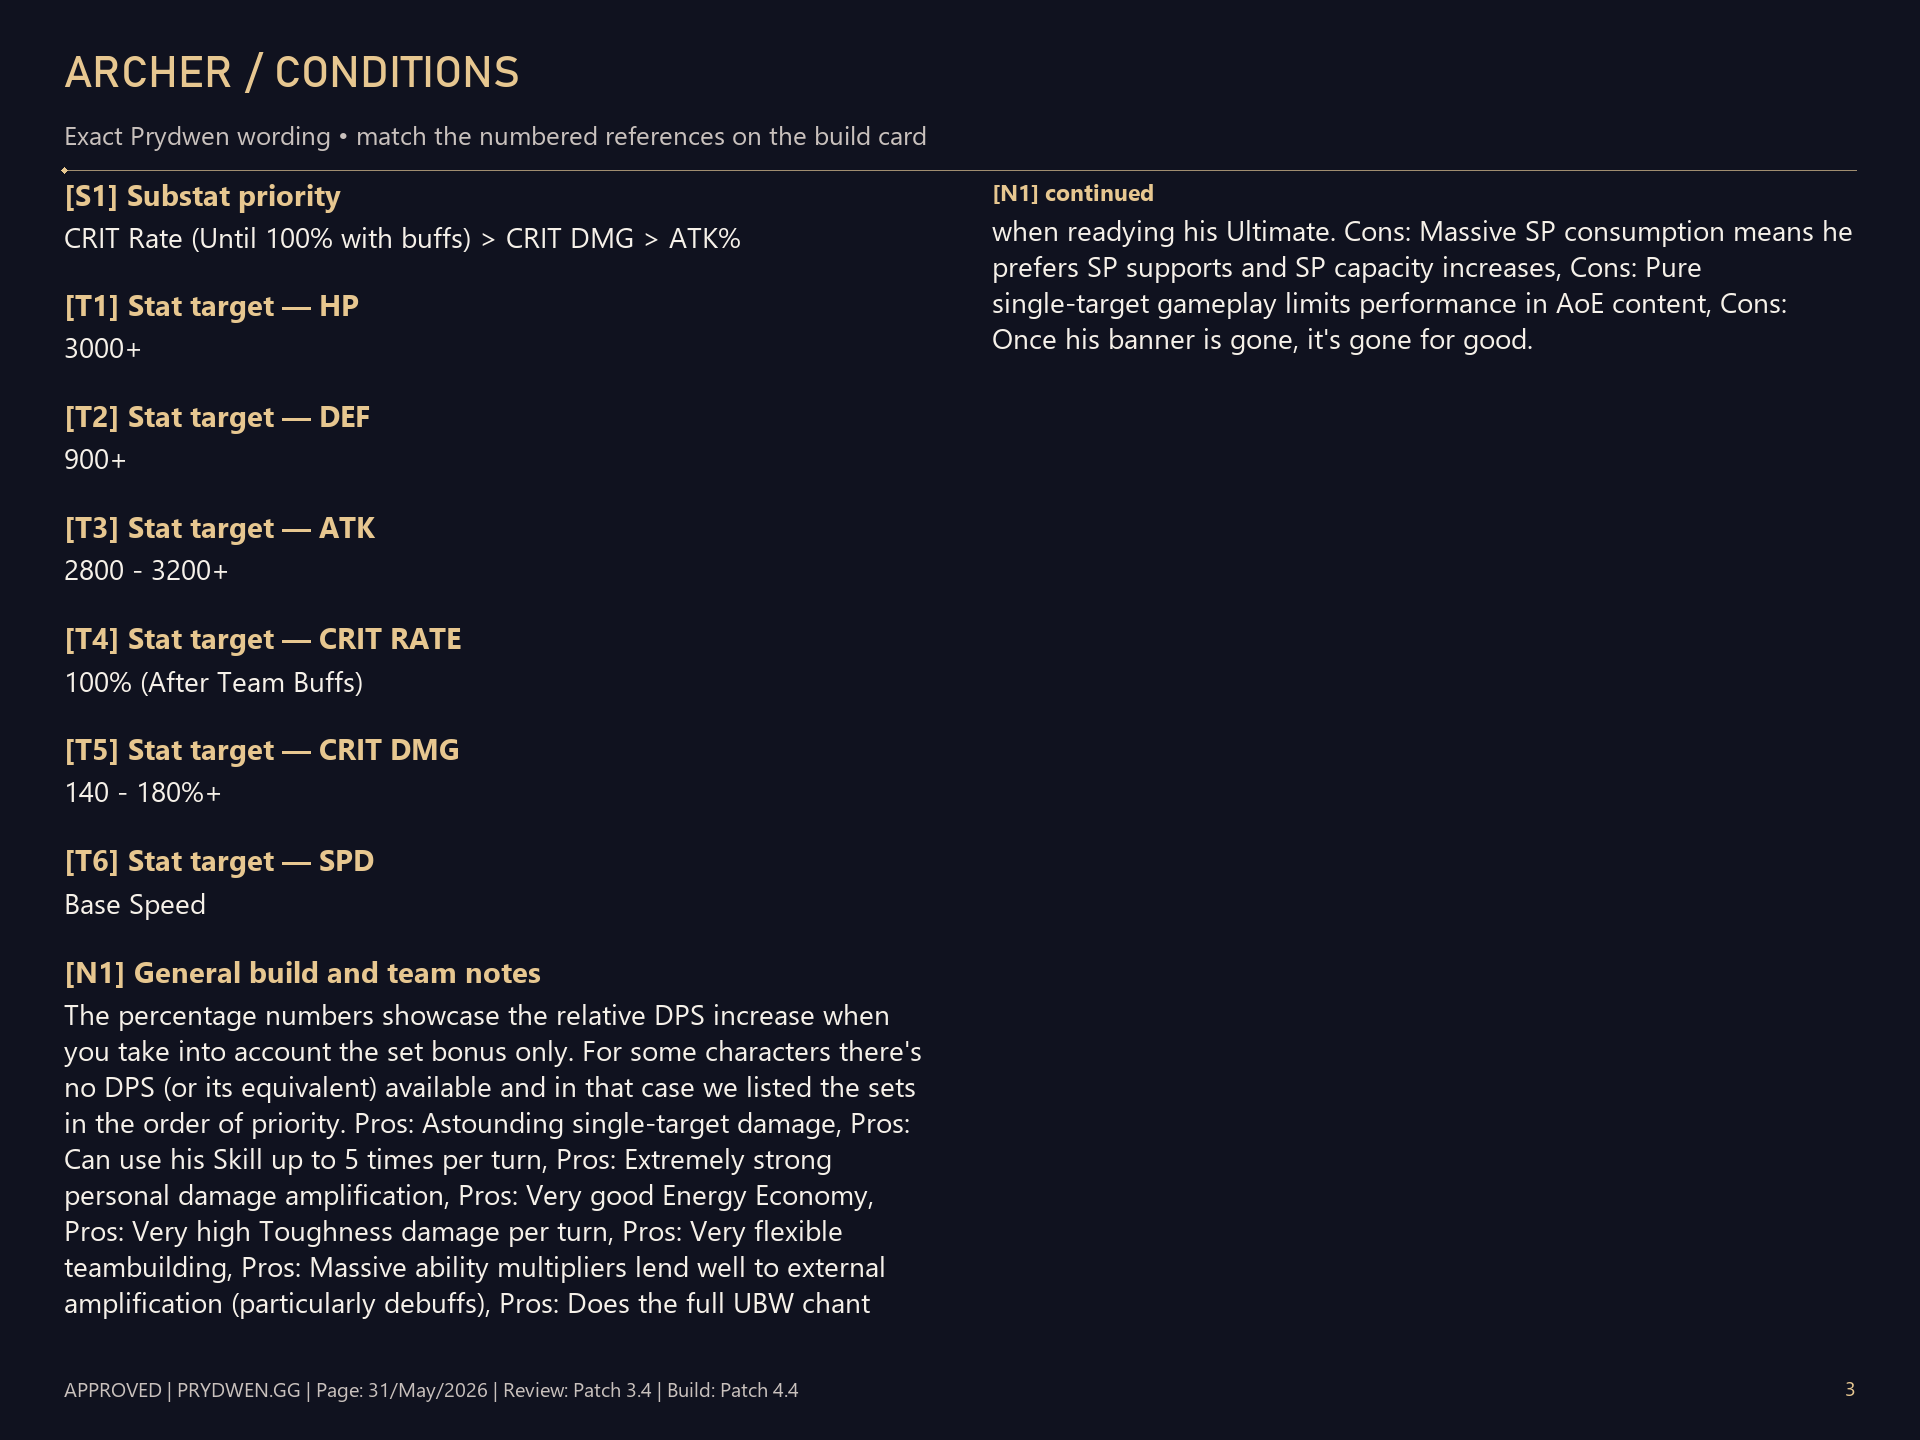 ARCHER / CONDITIONS
Exact Prydwen wording • match the numbered references on the build card
[S1] Substat priority
CRIT Rate (Until 100% with buffs) > CRIT DMG > ATK%
[T1] Stat target — HP
3000+
[T2] Stat target — DEF
900+
[T3] Stat target — ATK
2800 - 3200+
[T4] Stat target — CRIT RATE
100% (After Team Buffs)
[T5] Stat target — CRIT DMG
140 - 180%+
[T6] Stat target — SPD
Base Speed
[N1] General build and team notes
The percentage numbers showcase the relative DPS increase when
you take into account the set bonus only. For some characters there's
no DPS (or its equivalent) available and in that case we listed the sets
in the order of priority. Pros: Astounding single-target damage, Pros:
Can use his Skill up to 5 times per turn, Pros: Extremely strong
personal damage amplification, Pros: Very good Energy Economy,
Pros: Very high Toughness damage per turn, Pros: Very flexible
teambuilding, Pros: Massive ability multipliers lend well to external
amplification (particularly debuffs), Pros: Does the full UBW chant
[N1] continued
when readying his Ultimate. Cons: Massive SP consumption means he
prefers SP supports and SP capacity increases, Cons: Pure
single-target gameplay limits performance in AoE content, Cons:
Once his banner is gone, it's gone for good.
APPROVED | PRYDWEN.GG | Page: 31/May/2026 | Review: Patch 3.4 | Build: Patch 4.4
3